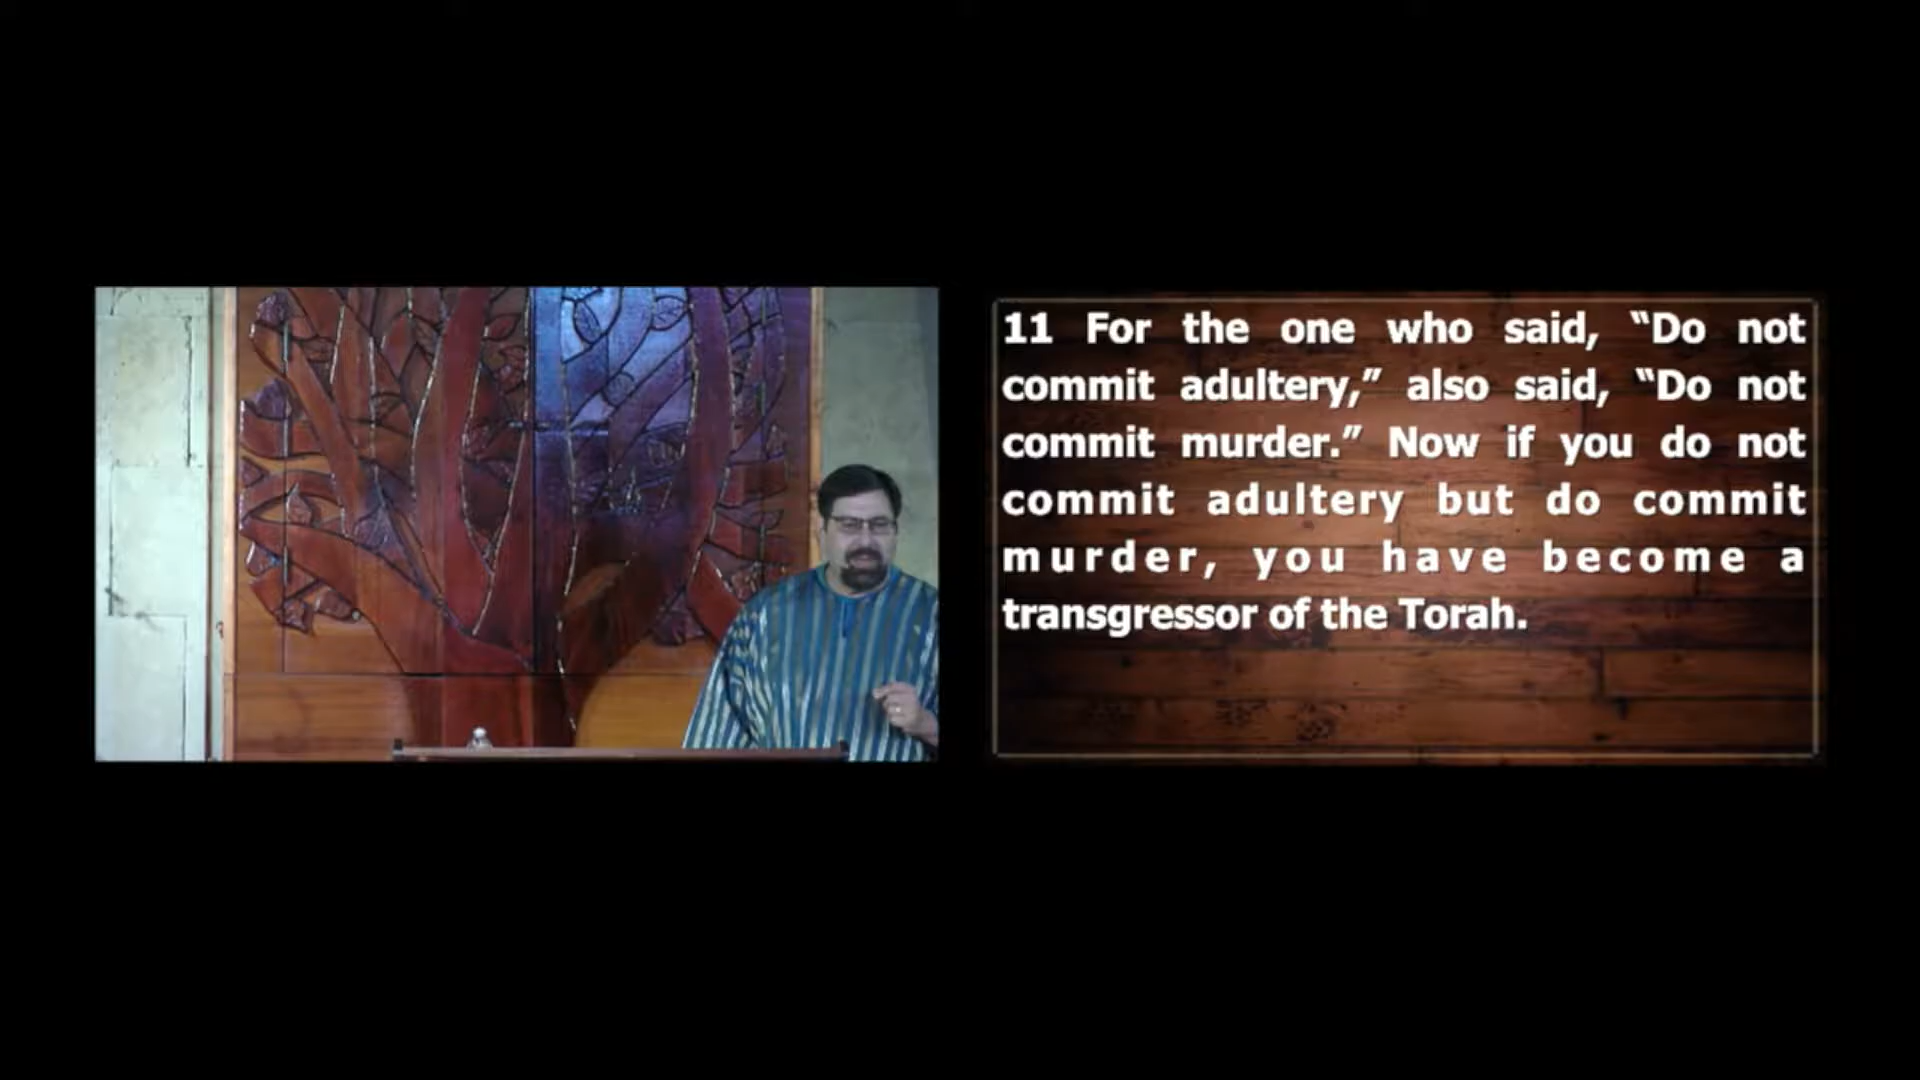 11 For the one who said, “Do not
commit adultery,” also said, “Do not
commit murder.” Now if you do not
commit adultery but do commit
murder, you have become a
transgressor of the Torah.